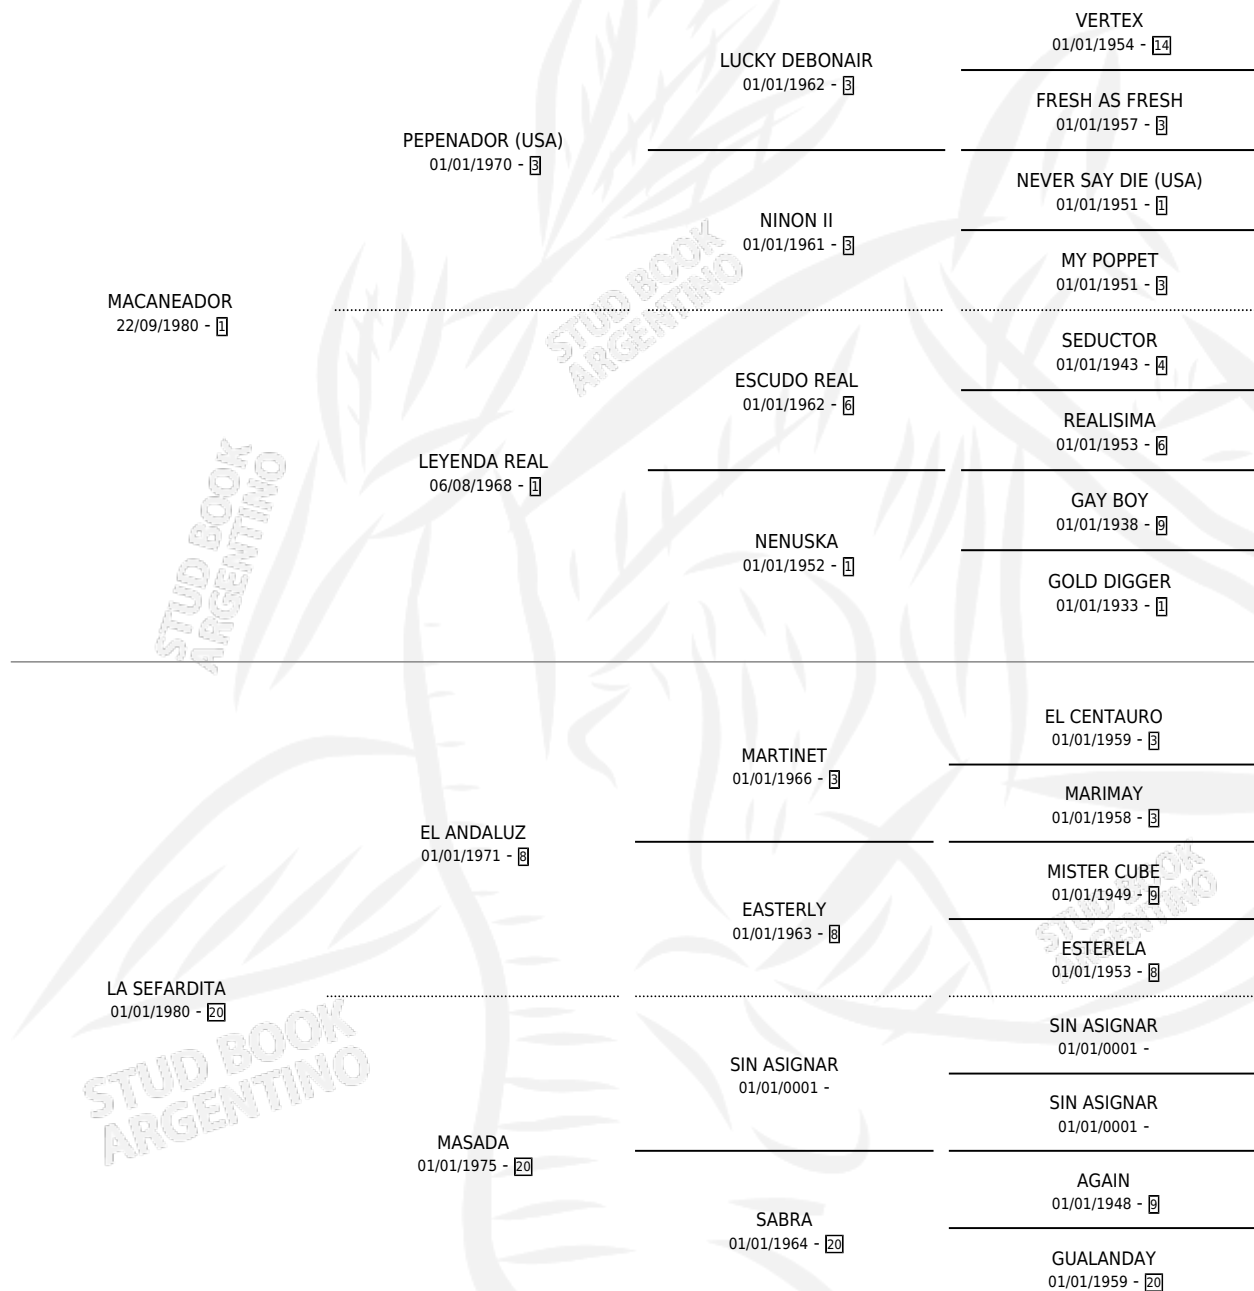 VERTEX
01/01/1954 - 14
LUCKY DEBONAIR
01/01/1962 - 3
FRESH AS FRESH
01/01/1957 - 3
PEPENADOR (USA)
01/01/1970 - 3
NEVER SAY DIE (USA)
01/01/1951 - 1
NINON II
01/01/1961 - 3
MY POPPET
01/01/1951 - 3
MACANEADOR
22/09/1980 - 1
STUD BOOK
ARGENTINO
SEDUCTOR
01/01/1943 - 4
ESCUDO REAL
01/01/1962 - 6
REALISIMA
01/01/1953 - 6
LEYENDA REAL
06/08/1968 - 1
GAY BOY
01/01/1938 - 9
NENUSKA
01/01/1952 - 1
GOLD DIGGER
01/01/1933 - 1
STUD BOOK
ARGENTINO
EL CENTAURO
01/01/1959 - 3
MARTINET
01/01/1966 - 3
MARIMAY
01/01/1958 - 3
EL ANDALUZ
01/01/1971 - 8
MISTER CUBE
01/01/1949 - 9
EASTERLY
01/01/1963 - 8
ESTERELA
01/01/1953 - 8
STUD BOOK
ARGENTINO
LA SEFARDITA
01/01/1980 - 20
SIN ASIGNAR
01/01/0001 -
SIN ASIGNAR
01/01/0001 -
SIN ASIGNAR
01/01/0001 -
STUD BOOK
ARGENTINO
MASADA
01/01/1975 - 20
AGAIN
01/01/1948 - 9
SABRA
01/01/1964 - 20
GUALANDAY
01/01/1959 - 20